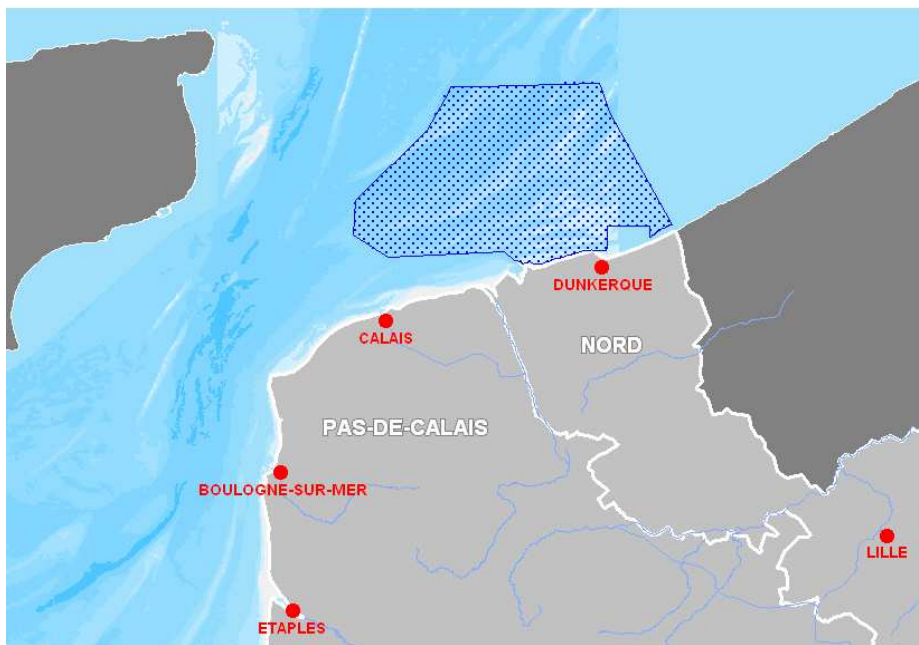 DUNKERQUE
CALAIS
NORD
PAS-DE-CALAIS
BOULOGNE-SUR-MER
LILLE
ETAPLES